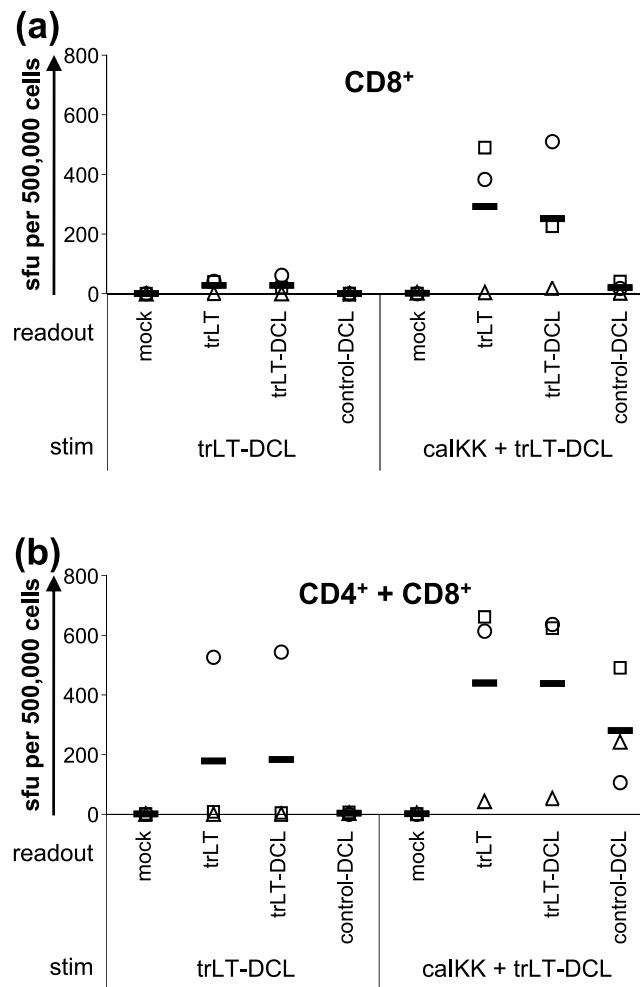 (a)
sfu per 500,000 cells
800
600
400
200
0
CD8⁺
readout
mock
trLT
trLT-DCL
control-DCL
mock
trLT
trLT-DCL
control-DCL
stim
trLT-DCL
caIKK + trLT-DCL
(b)
sfu per 500,000 cells
800
600
400
200
0
CD4⁺ + CD8⁺
readout
mock
trLT
trLT-DCL
control-DCL
mock
trLT
trLT-DCL
control-DCL
stim
trLT-DCL
caIKK + trLT-DCL